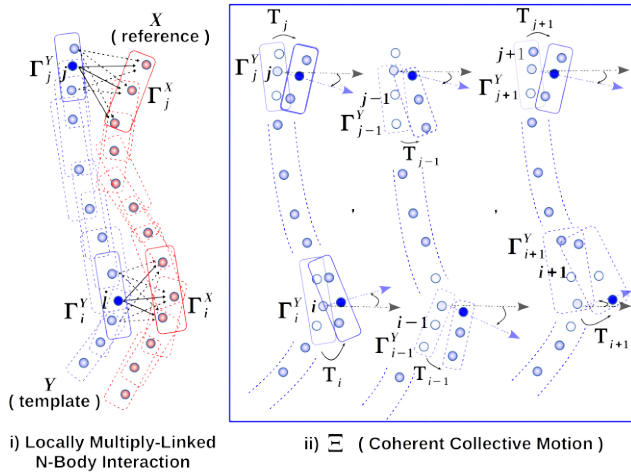 X
( reference )
Γ_j^Y
j
Γ_j^X
Γ_i^Y
i
Γ_i^X
Y
( template )
i) Locally Multiply-Linked
N-Body Interaction
T_j
Γ_j^Y
j
j-1
Γ_{j-1}^Y
T_{j-1}
T_{j+1}
j+1
Γ_{j+1}^Y
,
,
Γ_i^Y
i
T_i
i-1
Γ_{i-1}^Y
T_{i-1}
Γ_{i+1}^Y
i+1
T_{i+1}
ii) Ξ ( Coherent Collective Motion )